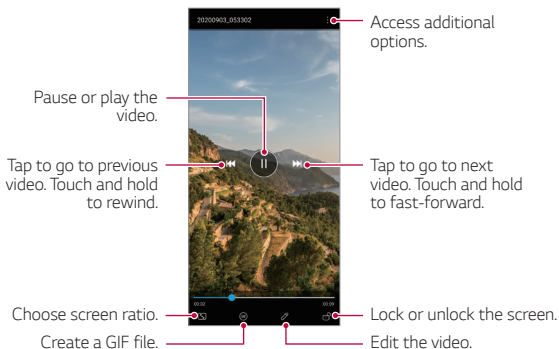 20200903_053302
Access additional
options.
Pause or play the
video.
Tap to go to previous
video. Touch and hold
to rewind.
Tap to go to next
video. Touch and hold
to fast-forward.
00:02
00:09
Choose screen ratio.
Lock or unlock the screen.
Create a GIF file.
Edit the video.